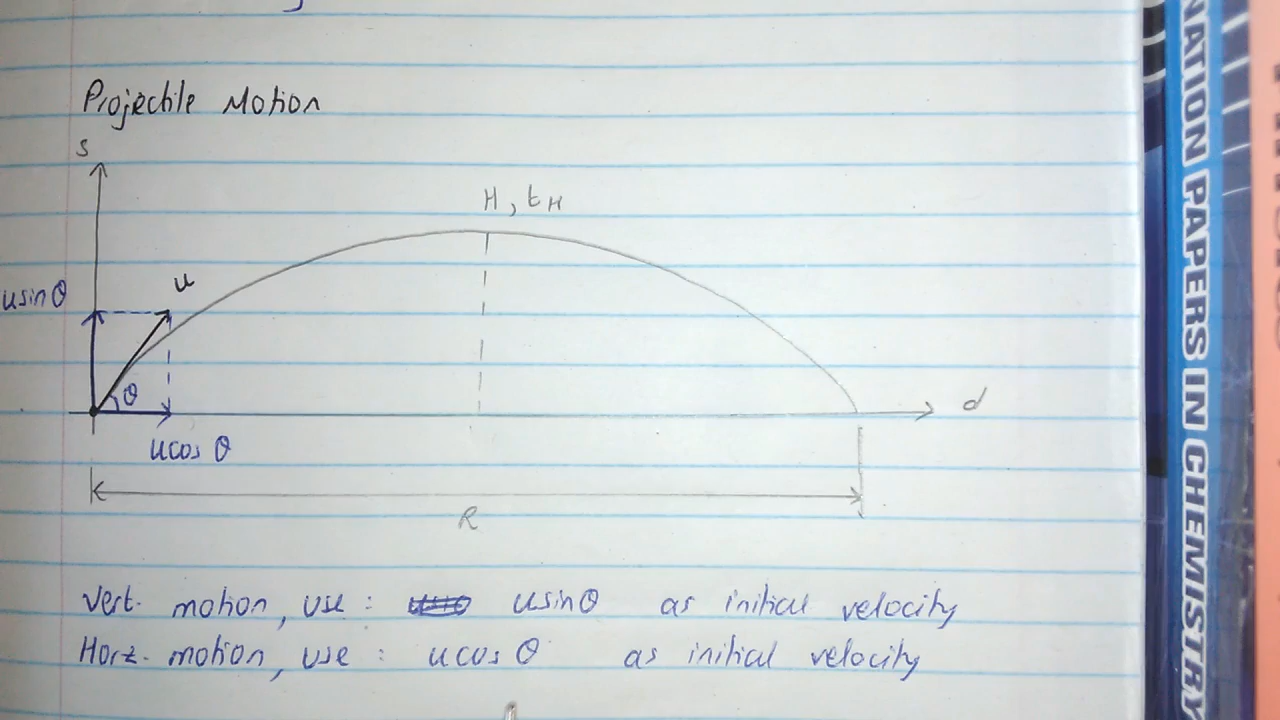 Projectile Motion
s
H, tH
u
usinθ
θ
d
ucos θ
R
Vert. motion, use : usinθ as initial velocity
Horz. motion, use : ucos θ as initial velocity
NATION PAPERS IN CHEMISTRY